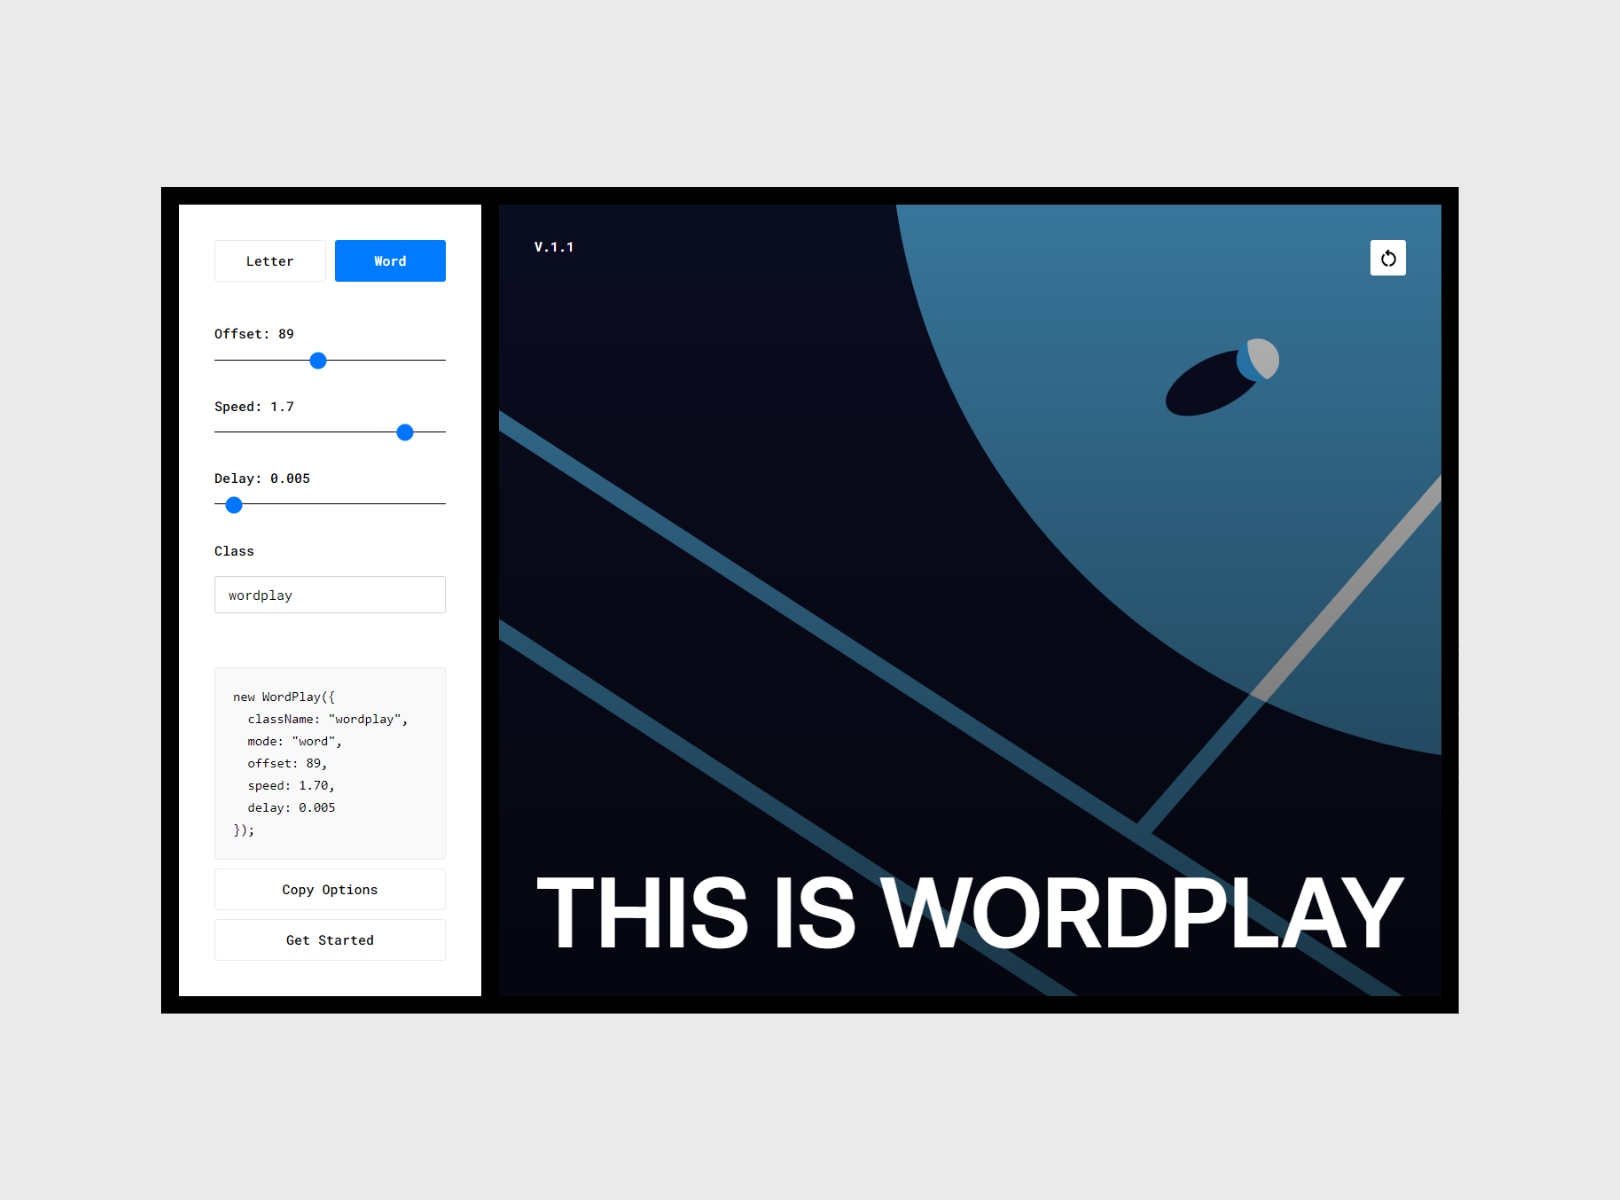 Letter
Word
Offset: 89
Speed: 1.7
Delay: 0.005
Class
wordplay
new WordPlay({
  className: "wordplay",
  mode: "word",
  offset: 89,
  speed: 1.70,
  delay: 0.005
});
Copy Options
Get Started
V.1.1
THIS IS WORDPLAY